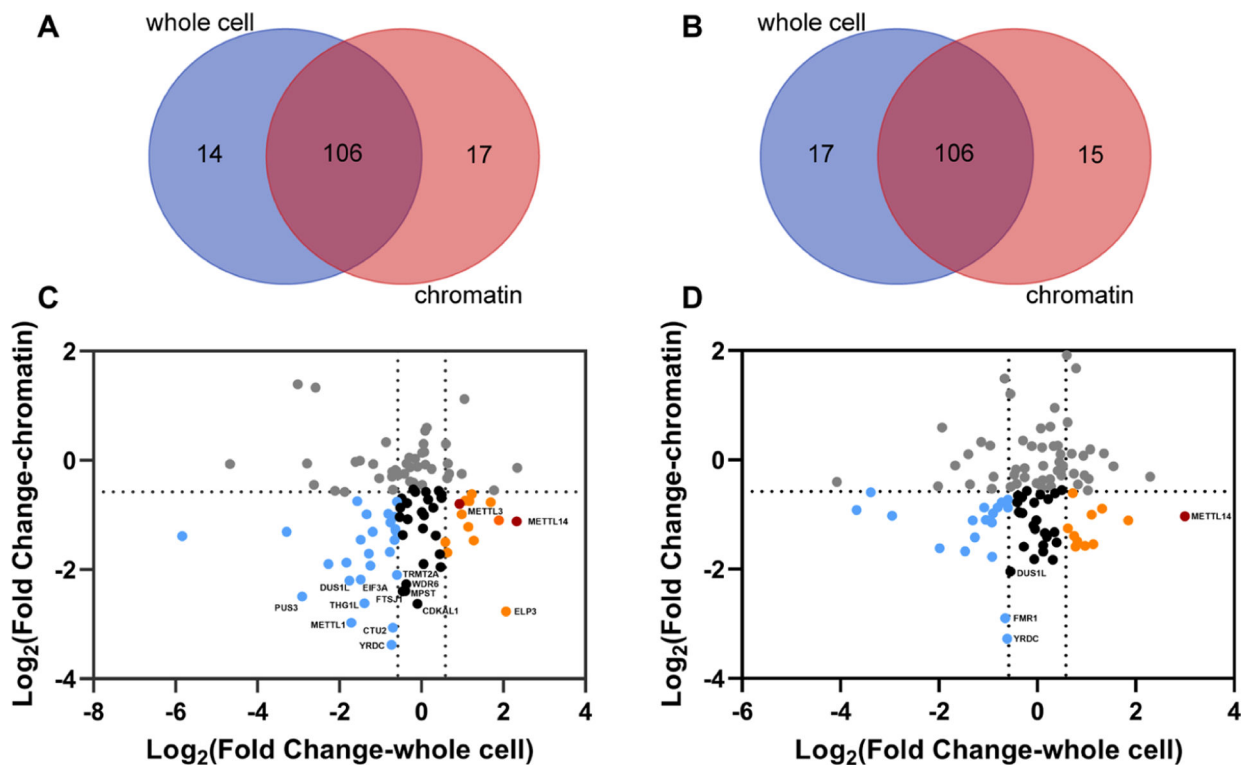 A
whole cell
14
106
17
chromatin
B
whole cell
17
106
15
chromatin
C
Log2(Fold Change-chromatin)
2
0
-2
-4
METTL3
METTL14
TRMT2A
DUS1L
EIF3A
WDR6
FTSJ1
MPST
PUS3
THG1L
CDKAL1
ELP3
METTL1
CTU2
YRDC
-8
-6
-4
-2
0
2
4
Log2(Fold Change-whole cell)
D
Log2(Fold Change-chromatin)
2
0
-2
-4
METTL14
DUS1L
FMR1
YRDC
-6
-4
-2
0
2
4
Log2(Fold Change-whole cell)